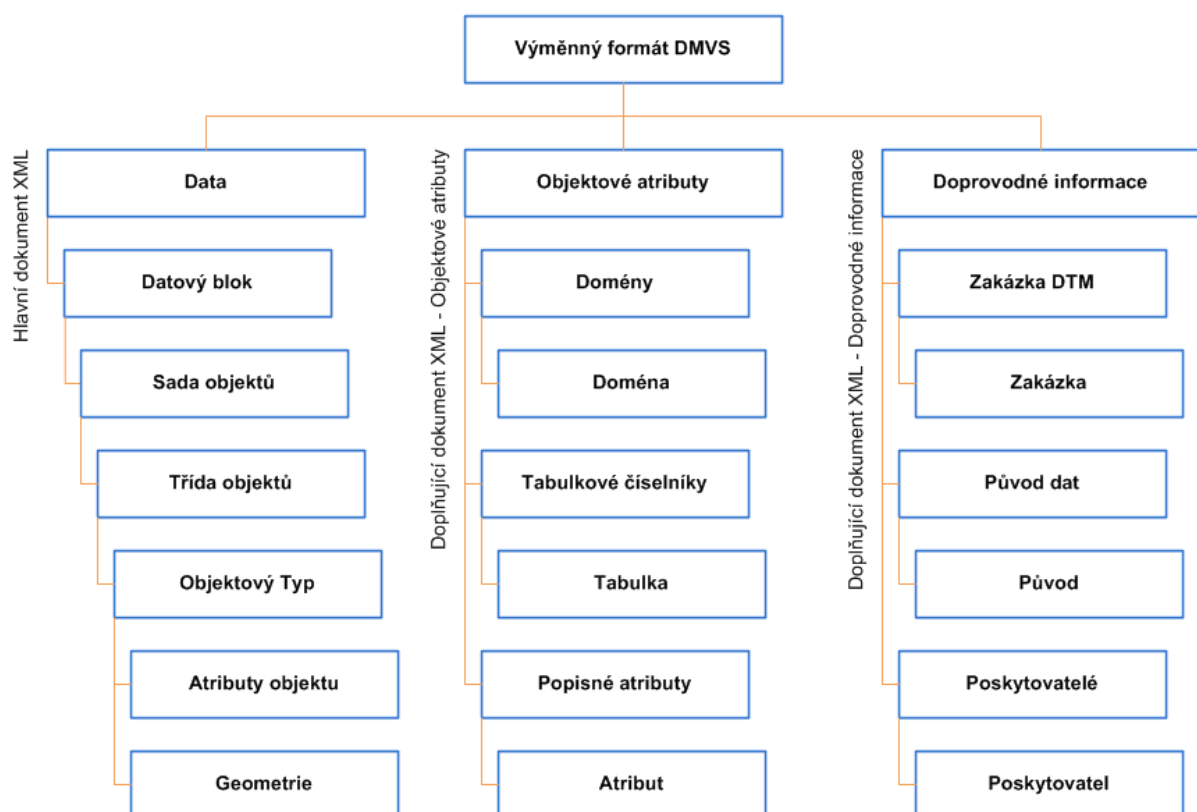 Výměnný formát DMVS
Hlavní dokument XML
Data
Datový blok
Sada objektů
Třída objektů
Objektový Typ
Atributy objektu
Geometrie
Doplňující dokument XML - Objektové atributy
Objektové atributy
Domény
Doména
Tabulkové číselníky
Tabulka
Popisné atributy
Atribut
Doplňující dokument XML - Doprovodné informace
Doprovodné informace
Zakázka DTM
Zakázka
Původ dat
Původ
Poskytovatelé
Poskytovatel